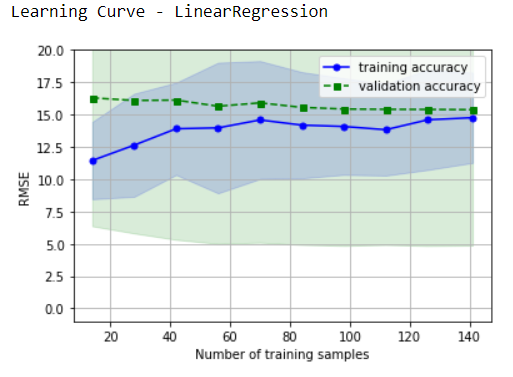 Learning Curve - LinearRegression
20.0
17.5
15.0
12.5
10.0
7.5
5.0
2.5
0.0
RMSE
training accuracy
validation accuracy
20 40 60 80 100 120 140
Number of training samples